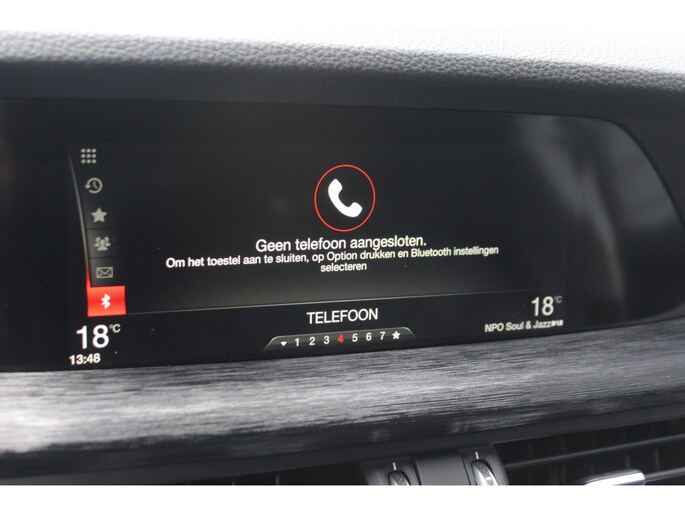 Geen telefoon aangesloten.
Om het toestel aan te sluiten, op Option drukken en Bluetooth instellingen
selecteren
18°C
TELEFOON
18°C
13:48
1 2 3 4 5 6 7
NPO Soul & Jazz